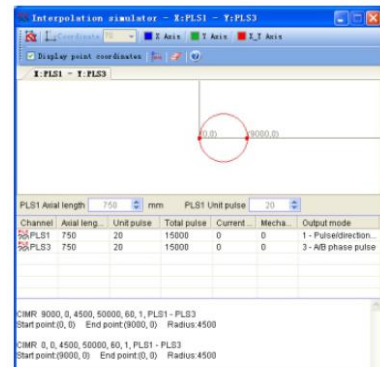 Interpolation simulator - X:PLS1 - Y:PLS3
Coordinate 70 X Axis Y Axis X_Y Axis
Display point coordinates
X:PLS1 - Y:PLS3
(0,0) (9000,0)
PLS1 Axial length 750 mm PLS1 Unit pulse 20
Channel Axial leng... Unit pulse Total pulse Current ... Mecha... Output mode
PLS1 750 20 15000 0 0 1 - Pulse/direction...
PLS3 750 20 15000 0 0 3 - A/B phase pulse
CIMR 9000, 0, 4500, 50000, 60, 1, PLS1 - PLS3
Start point:(0, 0) End point:(9000, 0) Radius:4500
CIMR 0, 0, 4500, 50000, 60, 1, PLS1 - PLS3
Start point:(9000, 0) End point:(0, 0) Radius:4500